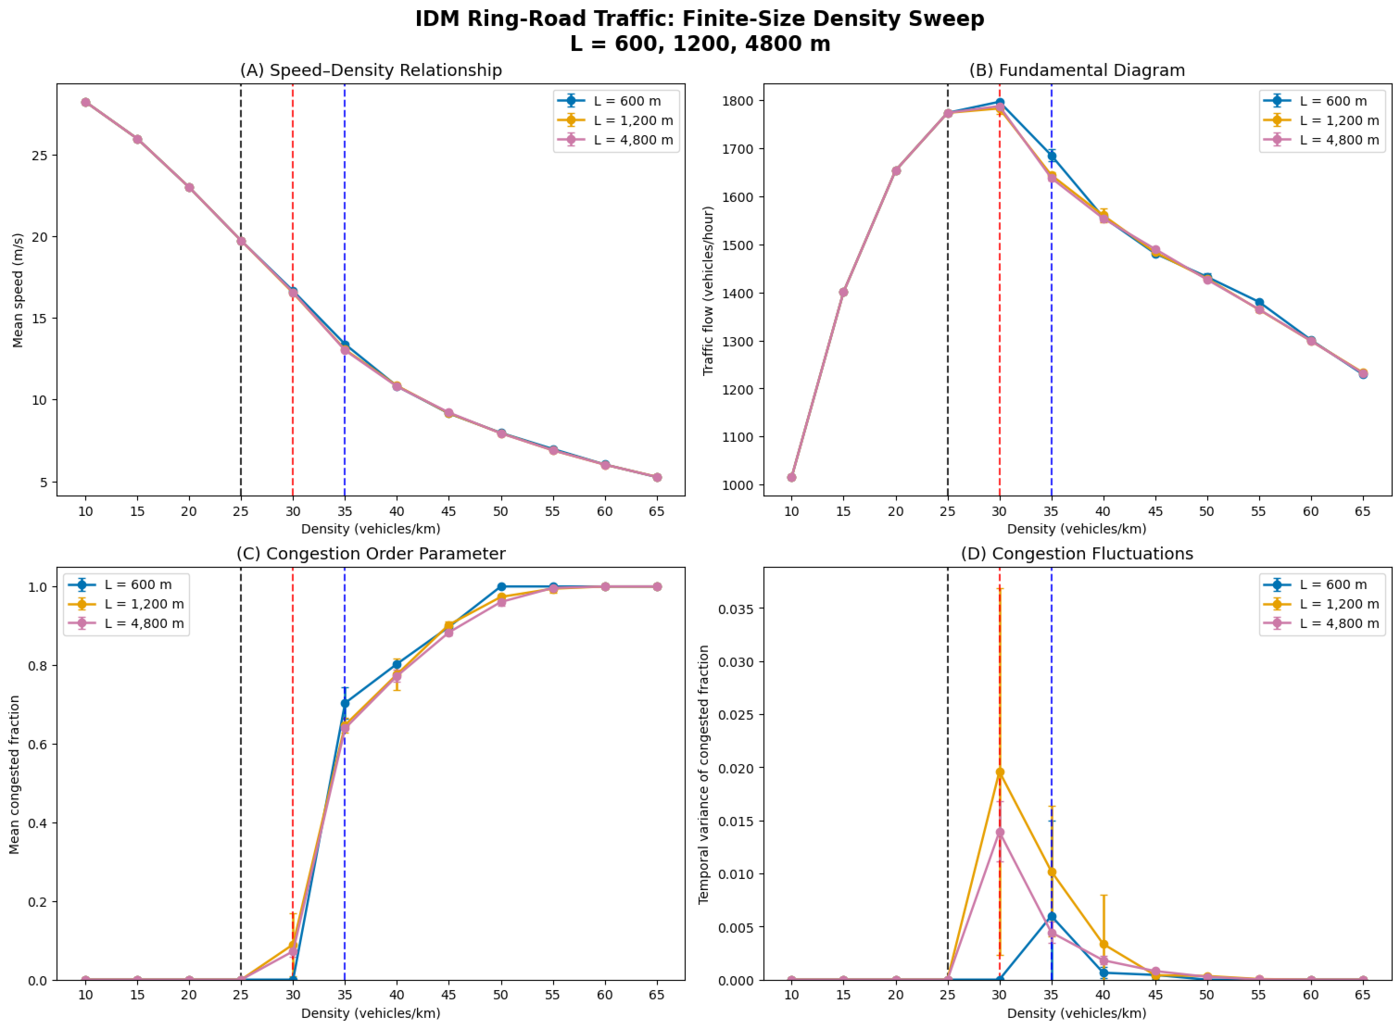 IDM Ring-Road Traffic: Finite-Size Density Sweep
L = 600, 1200, 4800 m
(A) Speed–Density Relationship
L = 600 m
L = 1,200 m
L = 4,800 m
25
20
15
10
5
Mean speed (m/s)
10 15 20 25 30 35 40 45 50 55 60 65
Density (vehicles/km)
(B) Fundamental Diagram
L = 600 m
L = 1,200 m
L = 4,800 m
1800
1700
1600
1500
1400
1300
1200
1100
1000
Traffic flow (vehicles/hour)
10 15 20 25 30 35 40 45 50 55 60 65
Density (vehicles/km)
(C) Congestion Order Parameter
L = 600 m
L = 1,200 m
L = 4,800 m
1.0
0.8
0.6
0.4
0.2
0.0
Mean congested fraction
10 15 20 25 30 35 40 45 50 55 60 65
Density (vehicles/km)
(D) Congestion Fluctuations
L = 600 m
L = 1,200 m
L = 4,800 m
0.035
0.030
0.025
0.020
0.015
0.010
0.005
0.000
Temporal variance of congested fraction
10 15 20 25 30 35 40 45 50 55 60 65
Density (vehicles/km)